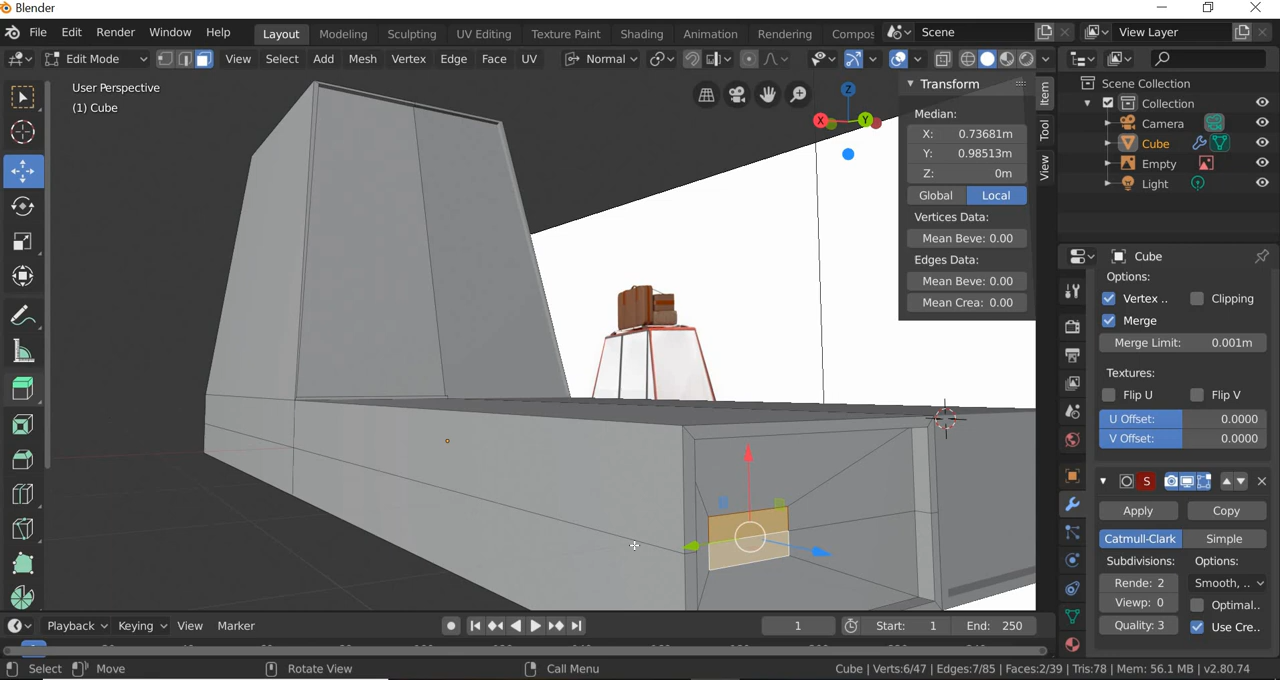 Blender
File Edit Render Window Help Layout Modeling Sculpting UV Editing Texture Paint Shading Animation Rendering Compos Scene View Layer
Edit Mode View Select Add Mesh Vertex Edge Face UV Normal
User Perspective
(1) Cube
Z
X
Y
Transform
Median:
X: 0.73681m
Y: 0.98513m
Z: 0m
Global Local
Vertices Data:
Mean Beve: 0.00
Edges Data:
Mean Beve: 0.00
Mean Crea: 0.00
Item
Tool
View
Scene Collection
Collection
Camera
Cube
Empty
Light
Cube
Options:
Vertex .. Clipping
Merge
Merge Limit: 0.001m
Textures:
Flip U Flip V
U Offset: 0.0000
V Offset: 0.0000
S
Apply Copy
Catmull-Clark Simple
Subdivisions: Options:
Rende: 2 Smooth, ..
Viewp: 0 Optimal..
Quality: 3 Use Cre..
Playback Keying View Marker 1 Start: 1 End: 250
Select Move Rotate View Call Menu Cube | Verts:6/47 | Edges:7/85 | Faces:2/39 | Tris:78 | Mem: 56.1 MB | v2.80.74